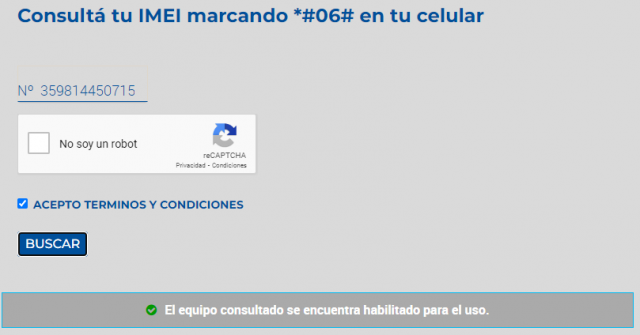 Consultá tu IMEI marcando *#06# en tu celular
Nº 359814450715
No soy un robot
reCAPTCHA
Privacidad - Condiciones
ACEPTO TERMINOS Y CONDICIONES
BUSCAR
El equipo consultado se encuentra habilitado para el uso.